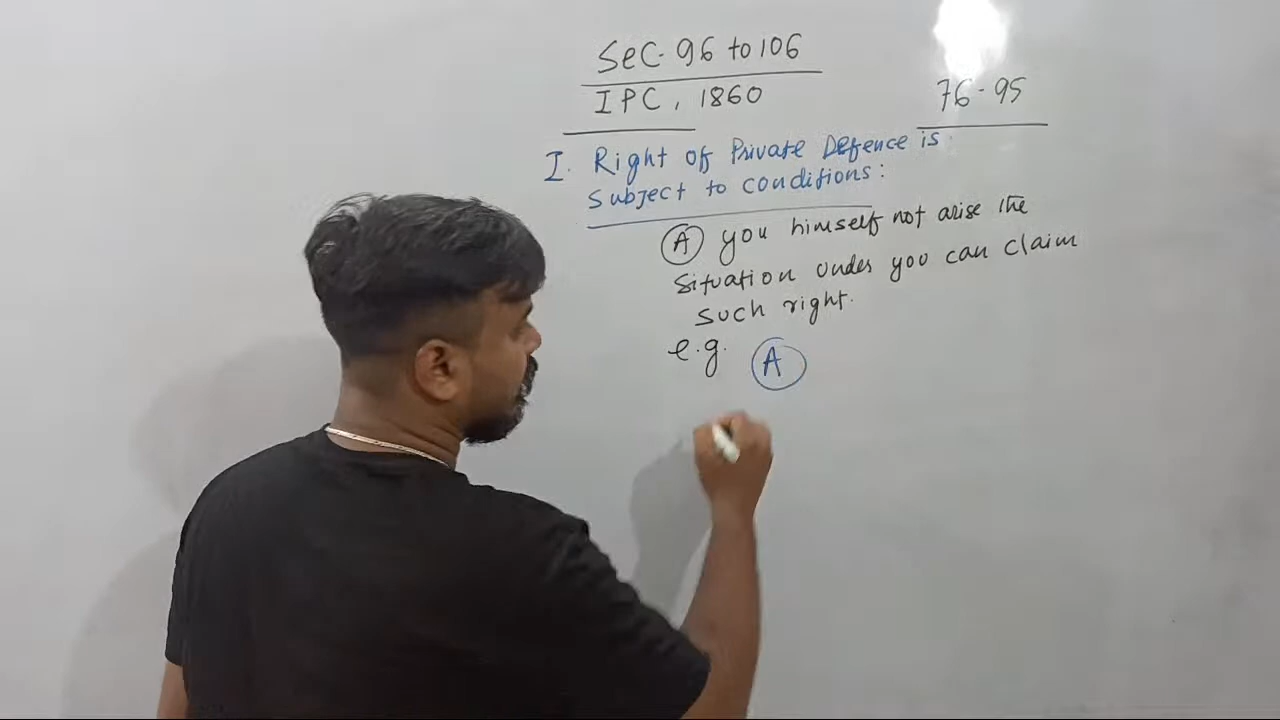 SeC. 96 to 106
IPC, 1860
76-95
I. Right of Private Defence is
Subject to conditions:
A you himself not arise the
Situation under you can claim
such right.
e.g. A